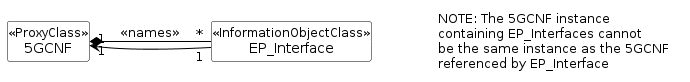 «ProxyClass»
5GCNF
1
1
«names»
*
1
«InformationObjectClass»
EP_Interface
NOTE: The 5GCNF instance
containing EP_Interfaces cannot
be the same instance as the 5GCNF
referenced by EP_Interface